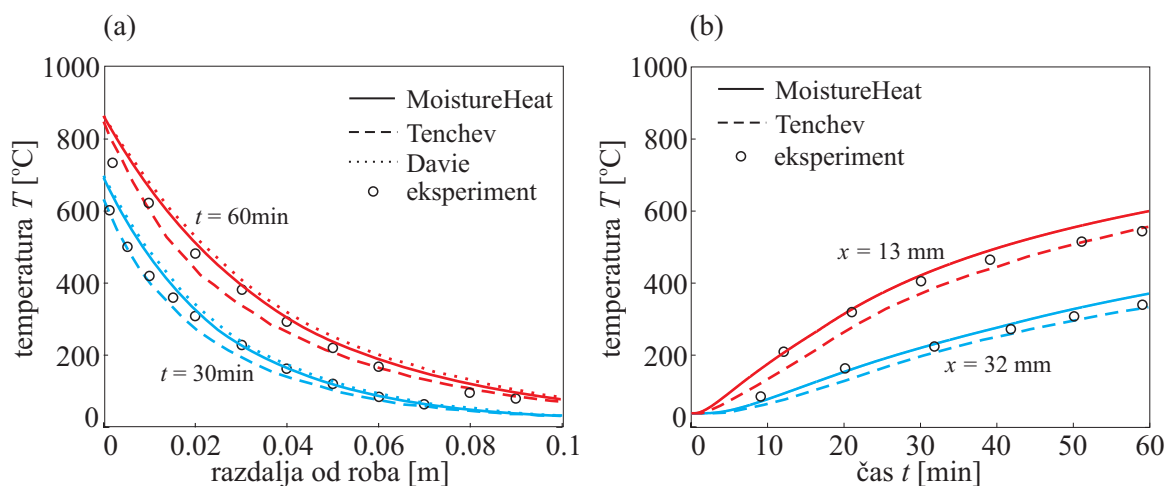 (a)
1000
800
600
400
200
0
temperatura T [°C]
MoistureHeat
Tenchev
Davie
eksperiment
t = 60min
t = 30min
0
0.02
0.04
0.06
0.08
0.1
razdalja od roba [m]
(b)
1000
800
600
400
200
0
temperatura T [°C]
MoistureHeat
Tenchev
eksperiment
x = 13 mm
x = 32 mm
0
10
20
30
40
50
60
čas t [min]